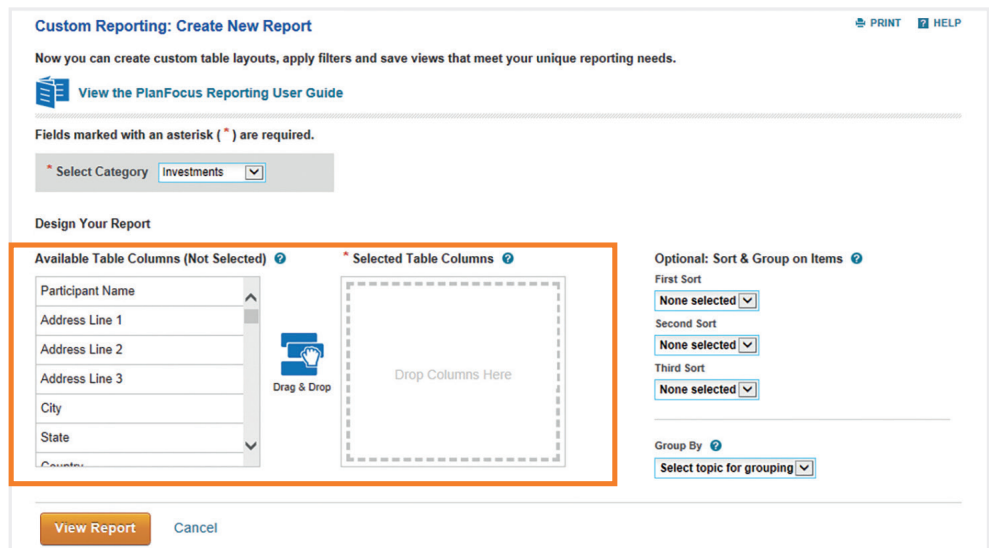 Custom Reporting: Create New Report
PRINT
HELP
Now you can create custom table layouts, apply filters and save views that meet your unique reporting needs.
View the PlanFocus Reporting User Guide
Fields marked with an asterisk ( * ) are required.
* Select Category Investments
Design Your Report
Available Table Columns (Not Selected) ?
Participant Name
Address Line 1
Address Line 2
Address Line 3
City
State
Country
Drag & Drop
* Selected Table Columns ?
Drop Columns Here
Optional: Sort & Group on Items ?
First Sort
None selected
Second Sort
None selected
Third Sort
None selected
Group By ?
Select topic for grouping
View Report
Cancel